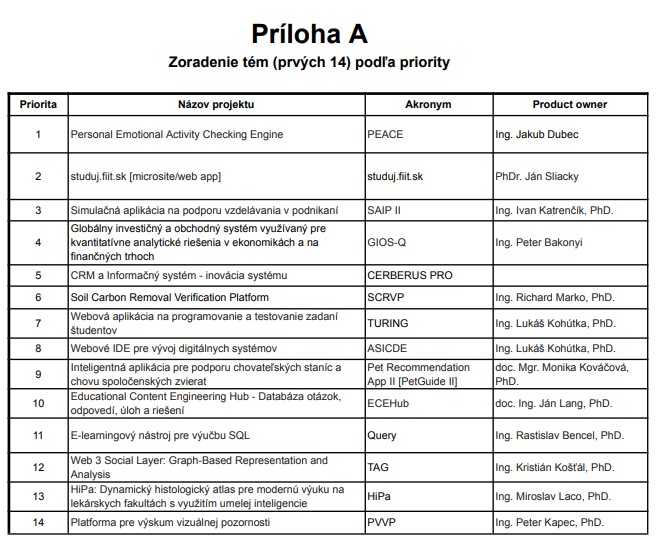 Príloha A
Zoradenie tém (prvých 14) podľa priority
Priorita Názov projektu Akronym Product owner
1 Personal Emotional Activity Checking Engine PEACE Ing. Jakub Dubec
2 studuj.fiit.sk [microsite/web app] studuj.fiit.sk PhDr. Ján Sliacky
3 Simulačná aplikácia na podporu vzdelávania v podnikaní SAIP II Ing. Ivan Katrenčík, PhD.
Globálny investičný a obchodný systém využívaný pre
4 kvantitatívne analytické riešenia v ekonomikách a na GIOS-Q Ing. Peter Bakonyi
finančných trhoch
5 CRM a Informačný systém - inovácia systému CERBERUS PRO
6 Soil Carbon Removal Verification Platform SCRVP Ing. Richard Marko, PhD.
7 Webová aplikácia na programovanie a testovanie zadaní TURING Ing. Lukáš Kohútka, PhD.
študentov
8 Webové IDE pre vývoj digitálnych systémov ASICDE Ing. Lukáš Kohútka, PhD.
9 Inteligentná aplikácia pre podporu chovateľských staníc a Pet Recommendation doc. Mgr. Monika Kováčová,
chovu spoločenských zvierat App II [PetGuide II] PhD.
10 Educational Content Engineering Hub - Databáza otázok, ECEHub doc. Ing. Ján Lang, PhD.
odpovedí, úloh a riešení
11 E-learningový nástroj pre výučbu SQL Query Ing. Rastislav Bencel, PhD.
12 Web 3 Social Layer: Graph-Based Representation and TAG Ing. Kristián Košťál, PhD.
Analysis
13 HiPa: Dynamický histologický atlas pre modernú výuku na HiPa Ing. Miroslav Laco, PhD.
lekárskych fakultách s využitím umelej inteligencie
14 Platforma pre výskum vizuálnej pozornosti PVVP Ing. Peter Kapec, PhD.